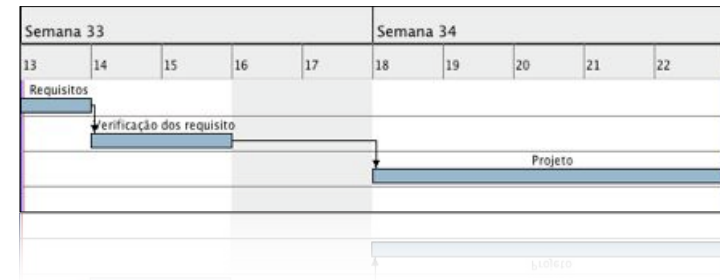 Semana 33 Semana 34
13 14 15 16 17 18 19 20 21 22
Requisitos
Verificação dos requisito
Projeto